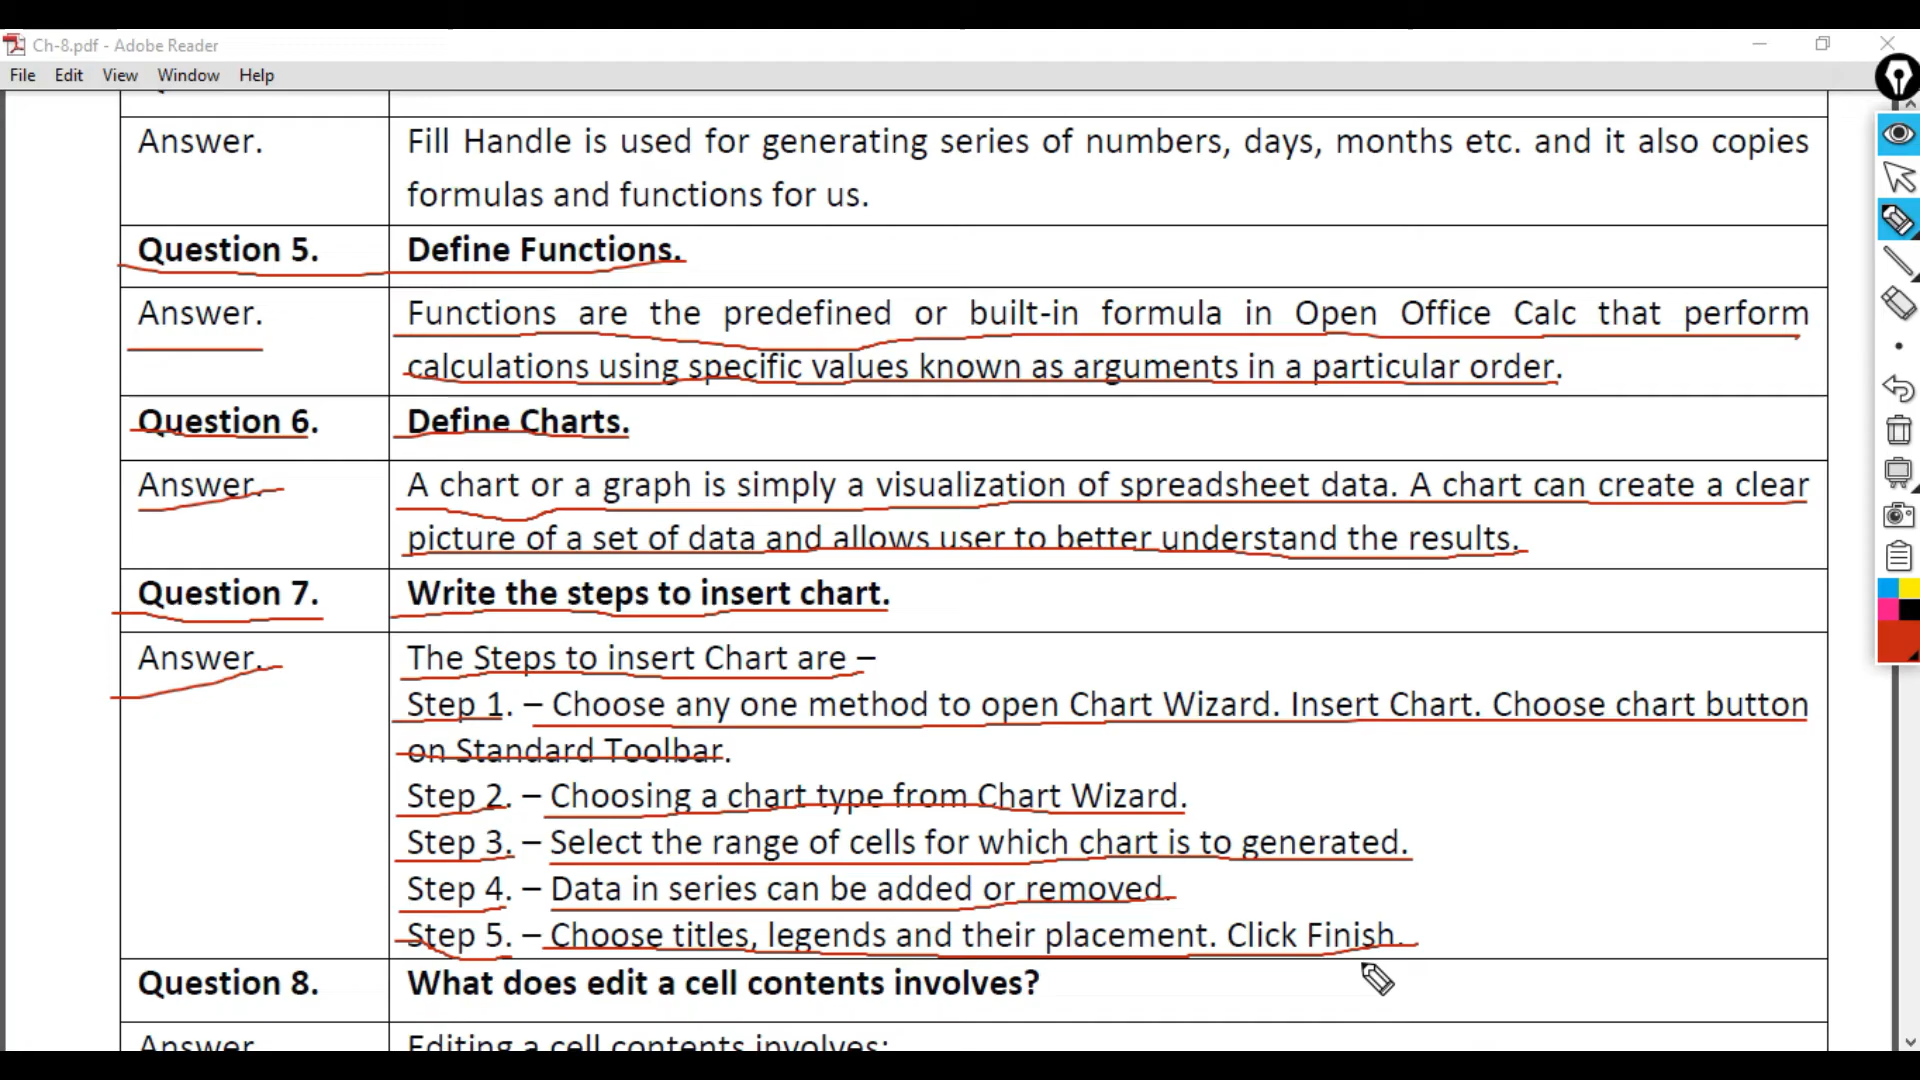 Ch-8.pdf - Adobe Reader
File Edit View Window Help
Answer. Fill Handle is used for generating series of numbers, days, months etc. and it also copies
formulas and functions for us.
Question 5. Define Functions.
Answer. Functions are the predefined or built-in formula in Open Office Calc that perform
calculations using specific values known as arguments in a particular order.
Question 6. Define Charts.
Answer. A chart or a graph is simply a visualization of spreadsheet data. A chart can create a clear
picture of a set of data and allows user to better understand the results.
Question 7. Write the steps to insert chart.
Answer. The Steps to insert Chart are –
Step 1. – Choose any one method to open Chart Wizard. Insert Chart. Choose chart button
on Standard Toolbar.
Step 2. – Choosing a chart type from Chart Wizard.
Step 3. – Select the range of cells for which chart is to generated.
Step 4. – Data in series can be added or removed.
Step 5. – Choose titles, legends and their placement. Click Finish.
Question 8. What does edit a cell contents involves?
Answer Editing a cell contents involves: